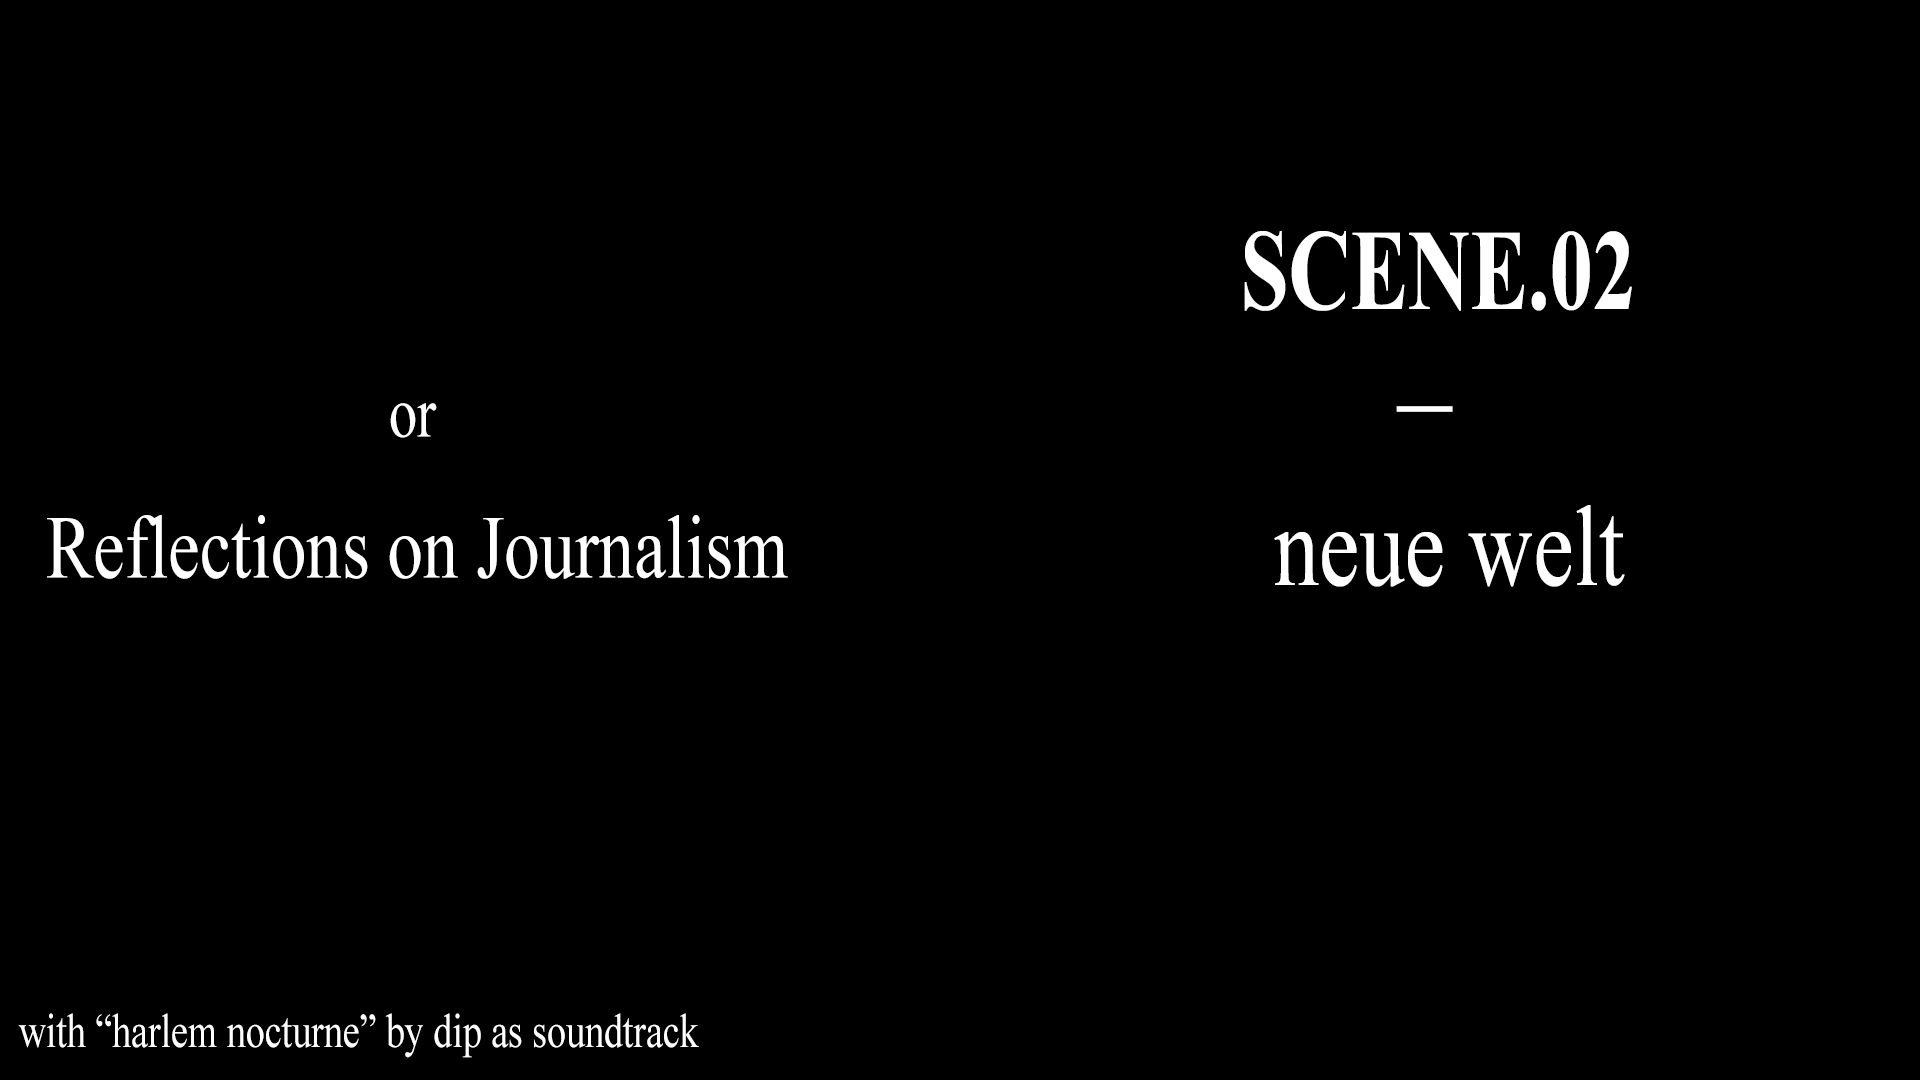 SCENE.02
–
neue welt
or
Reflections on Journalism
with “harlem nocturne” by dip as soundtrack